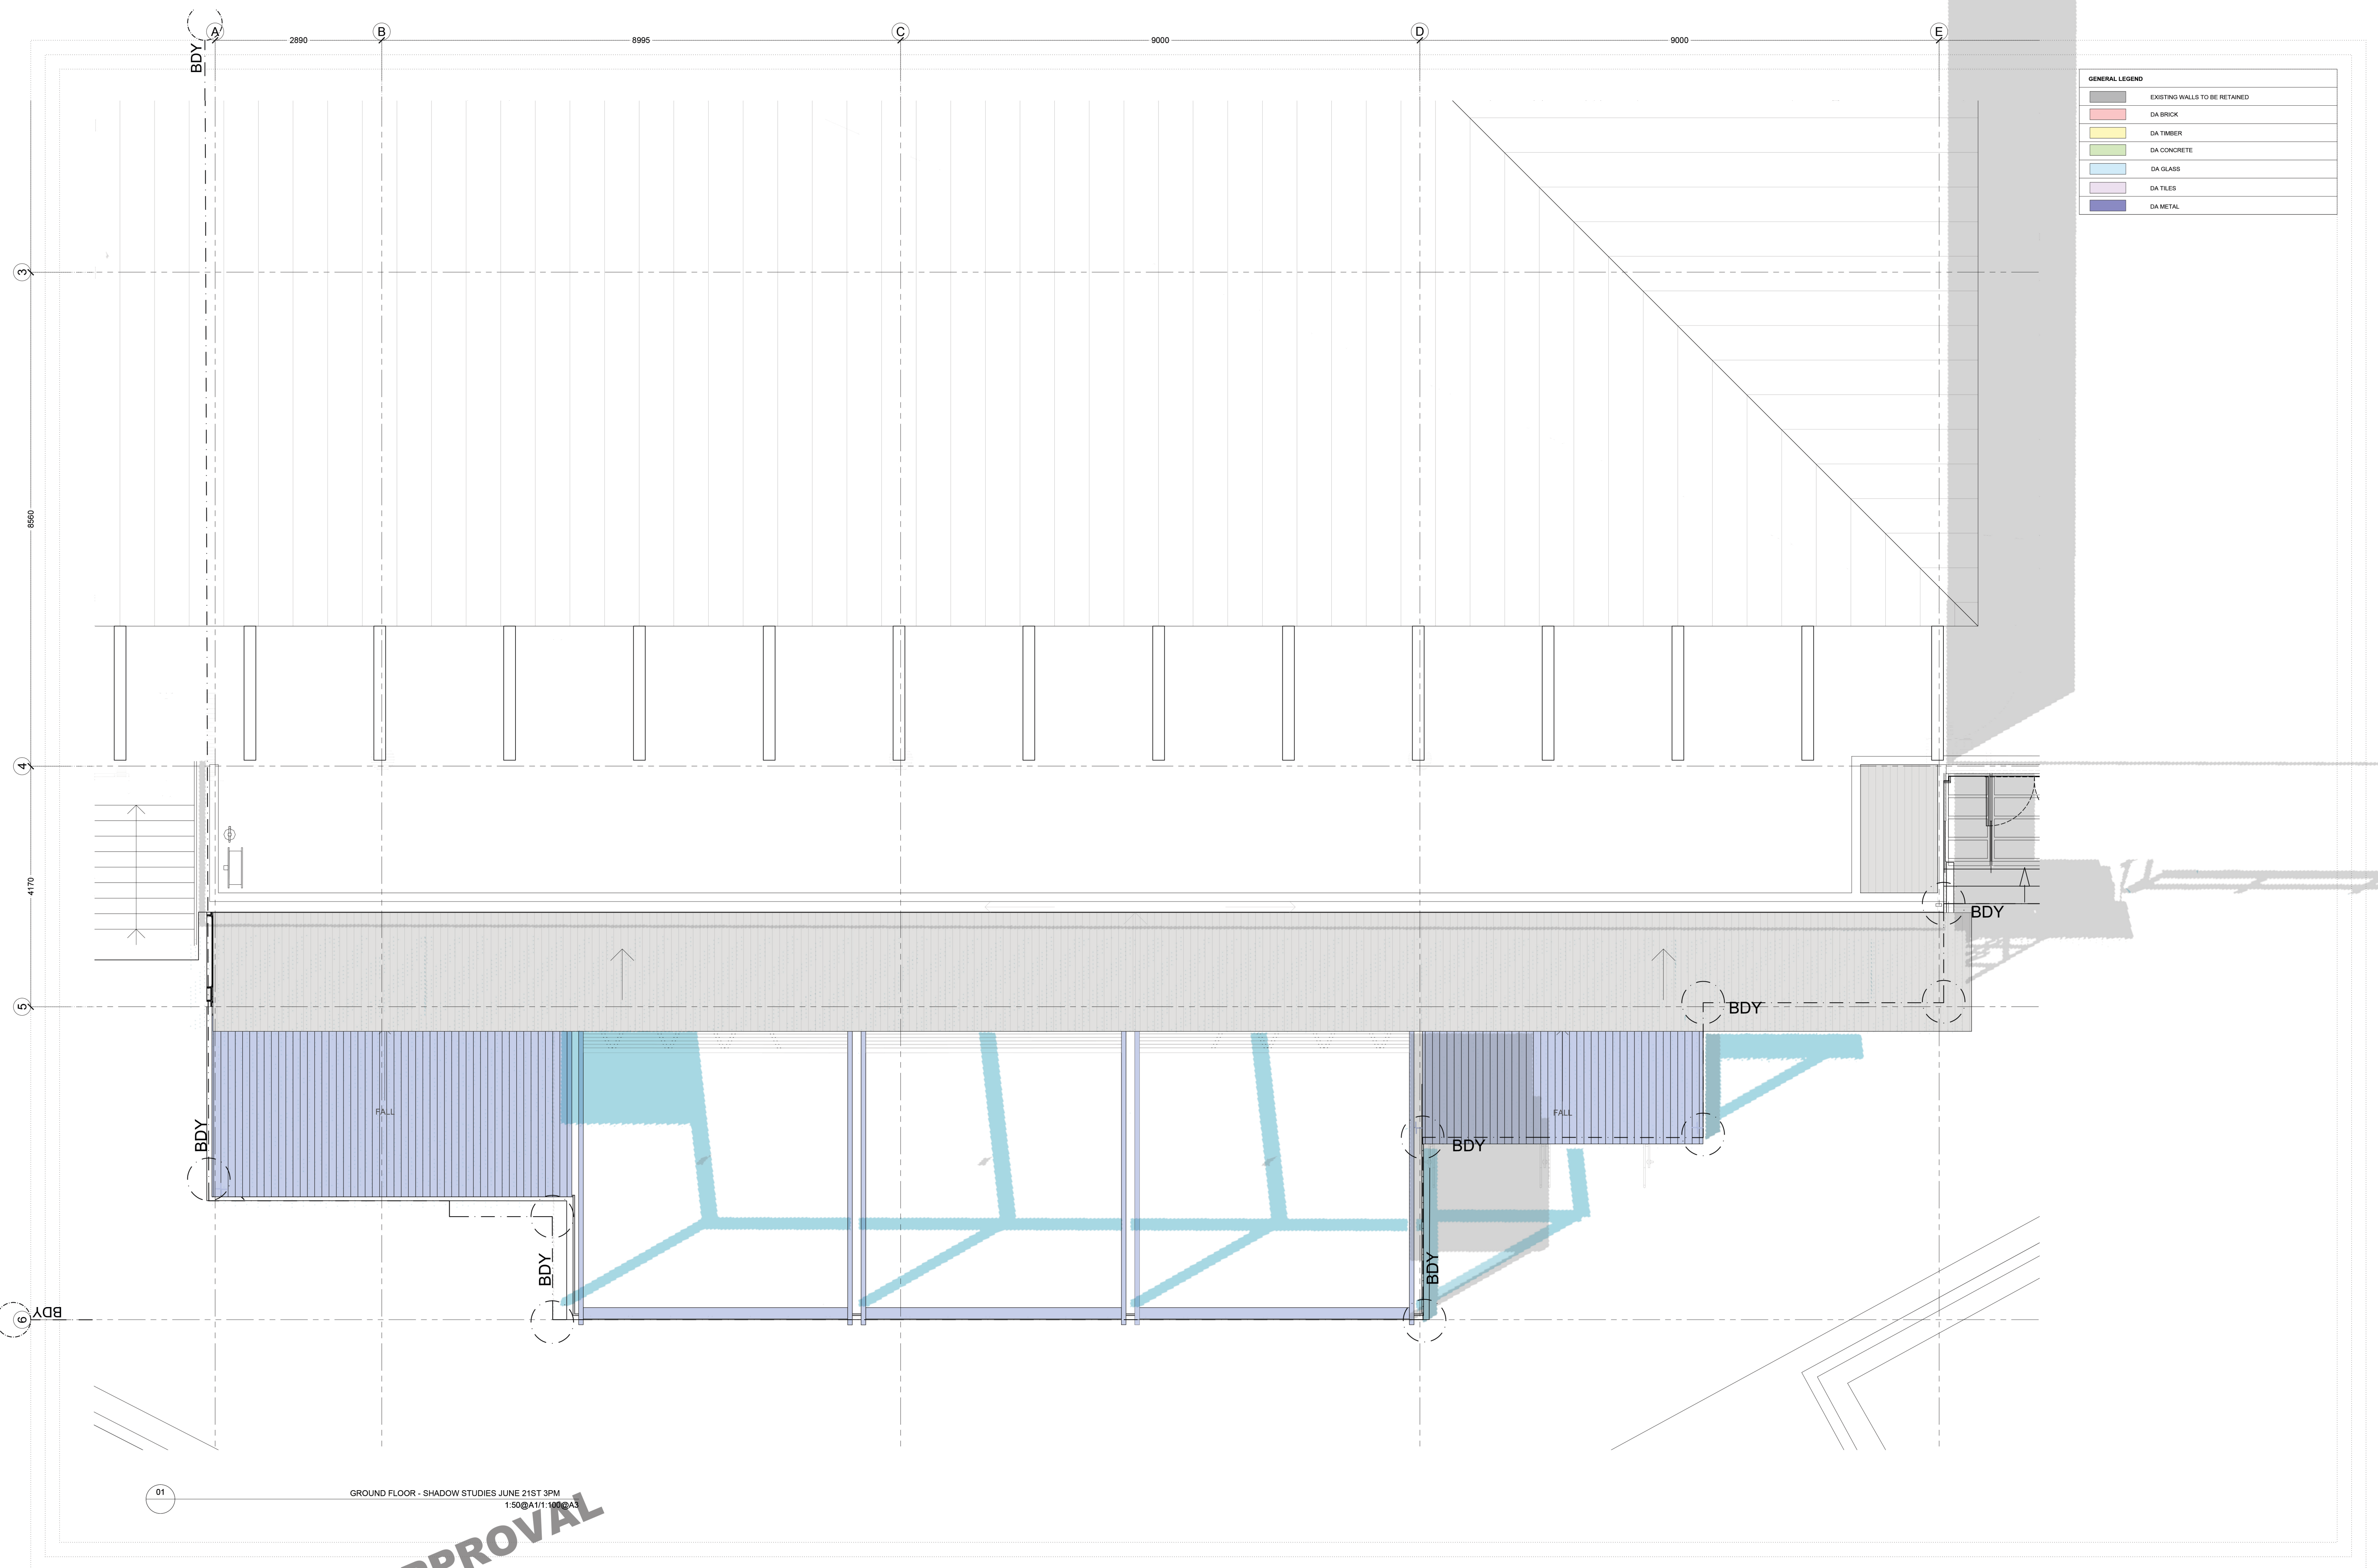 A
B
C
D
E
BDY
2890
8995
9000
9000
GENERAL LEGEND
EXISTING WALLS TO BE RETAINED
DA BRICK
DA TIMBER
DA CONCRETE
DA GLASS
DA TILES
DA METAL
3
8560
4
4170
BDY
5
BDY
FALL
FALL
BDY
BDY
BDY
BDY
6
BDY
01
GROUND FLOOR - SHADOW STUDIES JUNE 21ST 3PM
1:50@A1/1:100@A3